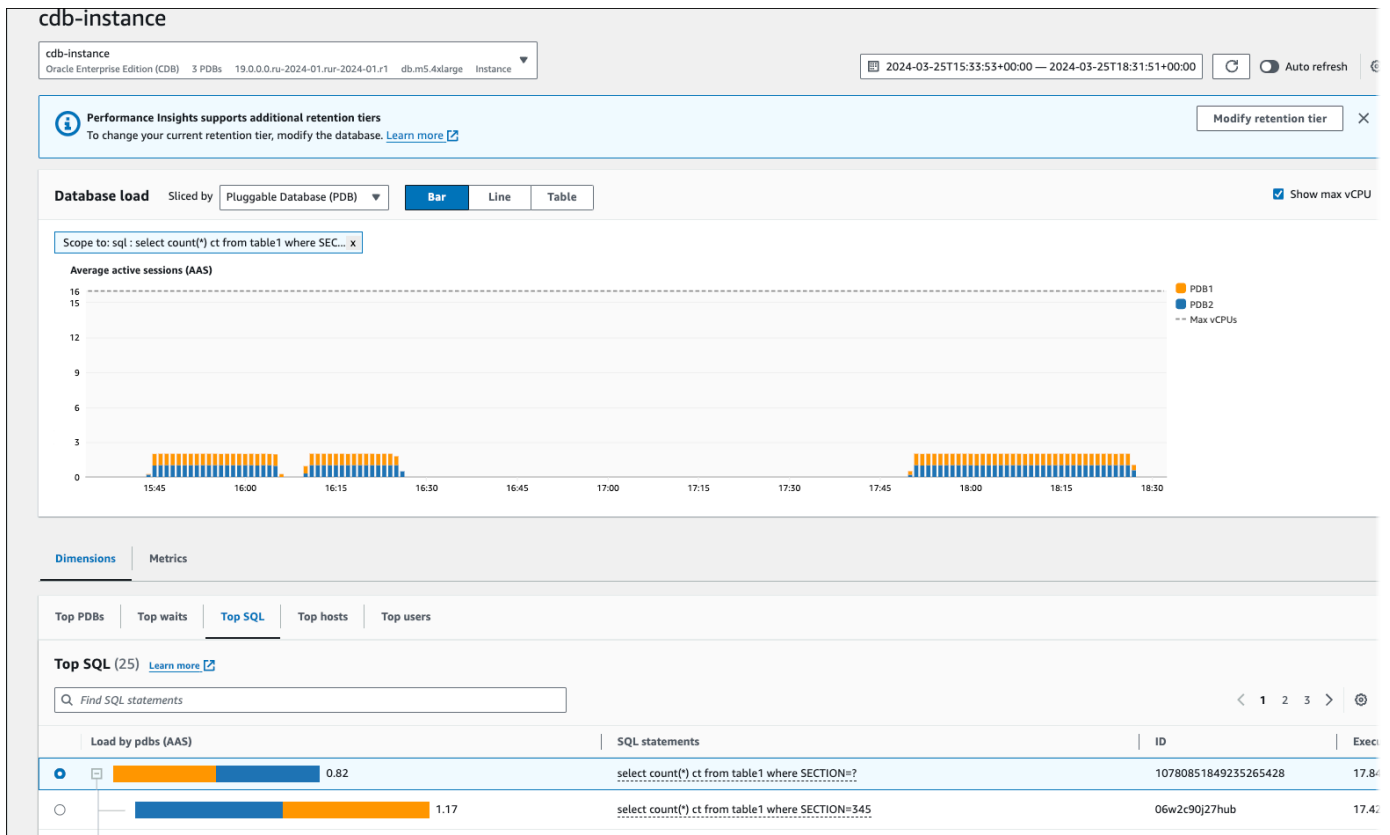 cdb-instance
cdb-instance
Oracle Enterprise Edition (CDB) 3 PDBs 19.0.0.0.ru-2024-01.rur-2024-01.r1 db.m5.4xlarge Instance
2024-03-25T15:33:53+00:00 — 2024-03-25T18:31:51+00:00
Auto refresh
Performance Insights supports additional retention tiers
To change your current retention tier, modify the database. Learn more
Modify retention tier
Database load Sliced by Pluggable Database (PDB) Bar Line Table
Show max vCPU
Scope to: sql : select count(*) ct from table1 where SEC... x
Average active sessions (AAS)
16
15
12
9
6
3
0
15:45 16:00 16:15 16:30 16:45 17:00 17:15 17:30 17:45 18:00 18:15 18:30
PDB1
PDB2
Max vCPUs
Dimensions Metrics
Top PDBs Top waits Top SQL Top hosts Top users
Top SQL (25) Learn more
Find SQL statements
1 2 3
Load by pdbs (AAS) SQL statements ID
0.82 select count(*) ct from table1 where SECTION=? 10780851849235265428 17.84
1.17 select count(*) ct from table1 where SECTION=345 06w2c90j27hub 17.42